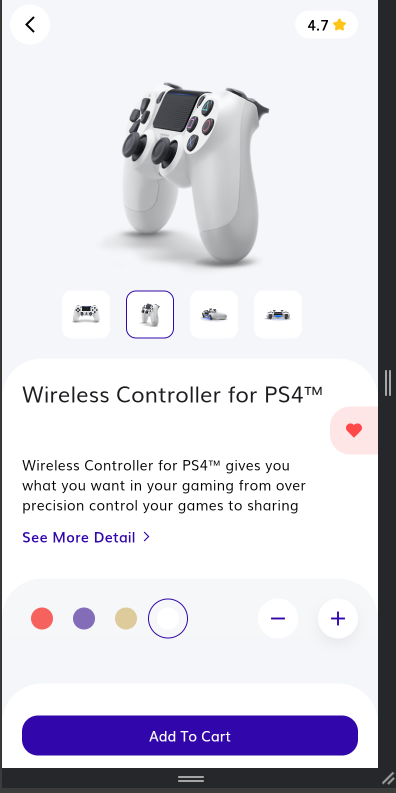 4.7
Wireless Controller for PS4™
Wireless Controller for PS4™ gives you
what you want in your gaming from over
precision control your games to sharing
See More Detail
Add To Cart